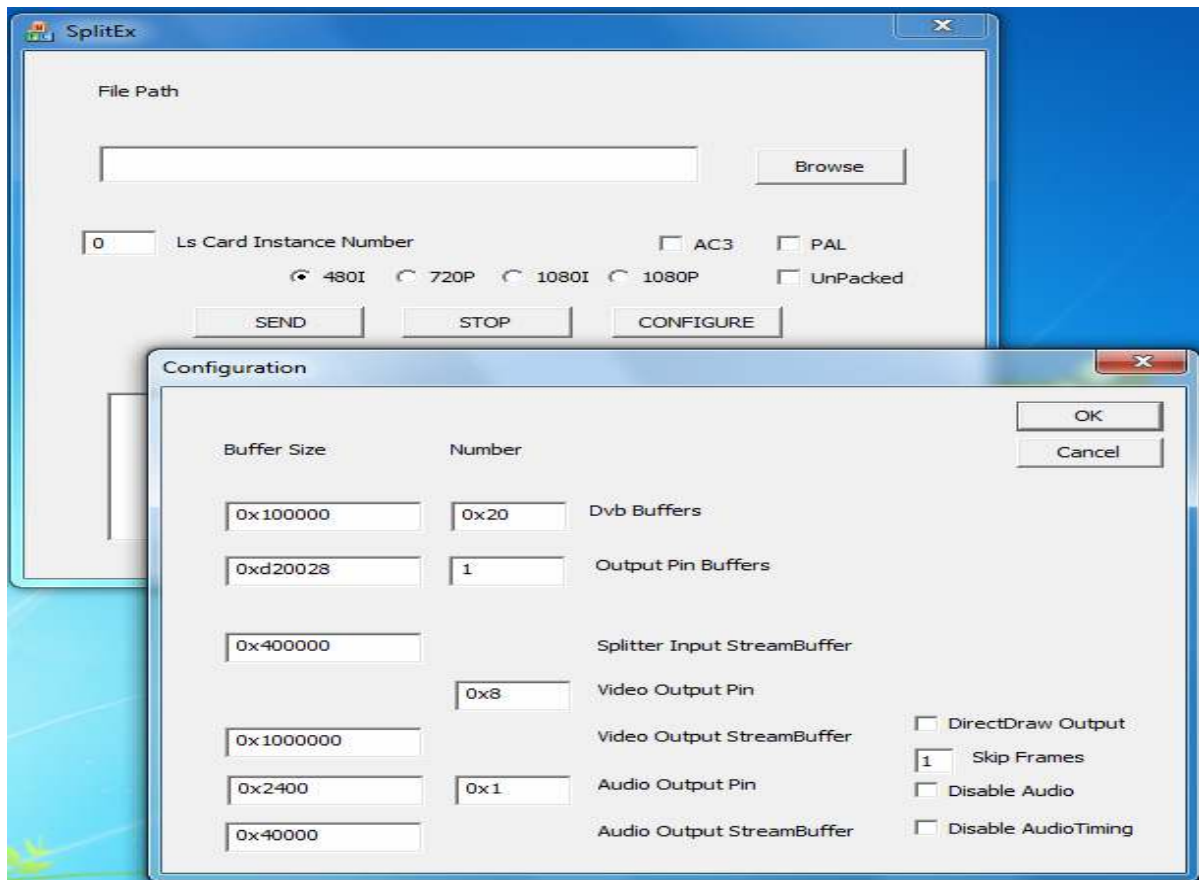 SplitEx
File Path
Browse
0 Ls Card Instance Number AC3 PAL
480I 720P 1080I 1080P UnPacked
SEND STOP CONFIGURE
Configuration
OK
Buffer Size Number Cancel
0x100000 0x20 Dvb Buffers
0xd20028 1 Output Pin Buffers
0x400000 Splitter Input StreamBuffer
0x8 Video Output Pin
DirectDraw Output
0x1000000 Video Output StreamBuffer
1 Skip Frames
0x2400 0x1 Audio Output Pin Disable Audio
0x40000 Audio Output StreamBuffer Disable AudioTiming